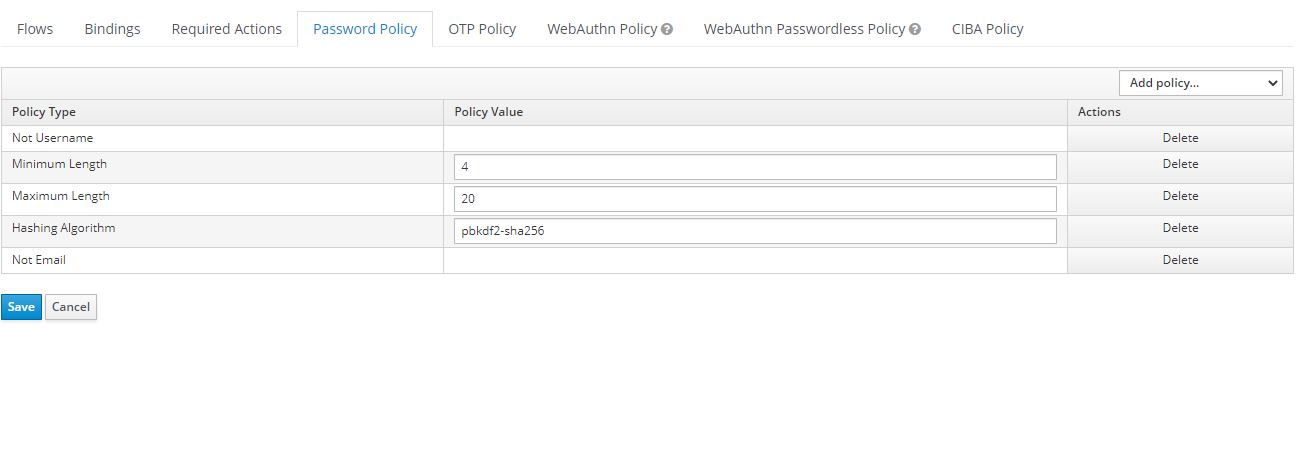 Flows Bindings Required Actions Password Policy OTP Policy WebAuthn Policy ? WebAuthn Passwordless Policy ? CIBA Policy
Add policy...
Policy Type Policy Value Actions
Not Username Delete
Minimum Length 4 Delete
Maximum Length 20 Delete
Hashing Algorithm pbkdf2-sha256 Delete
Not Email Delete
Save Cancel